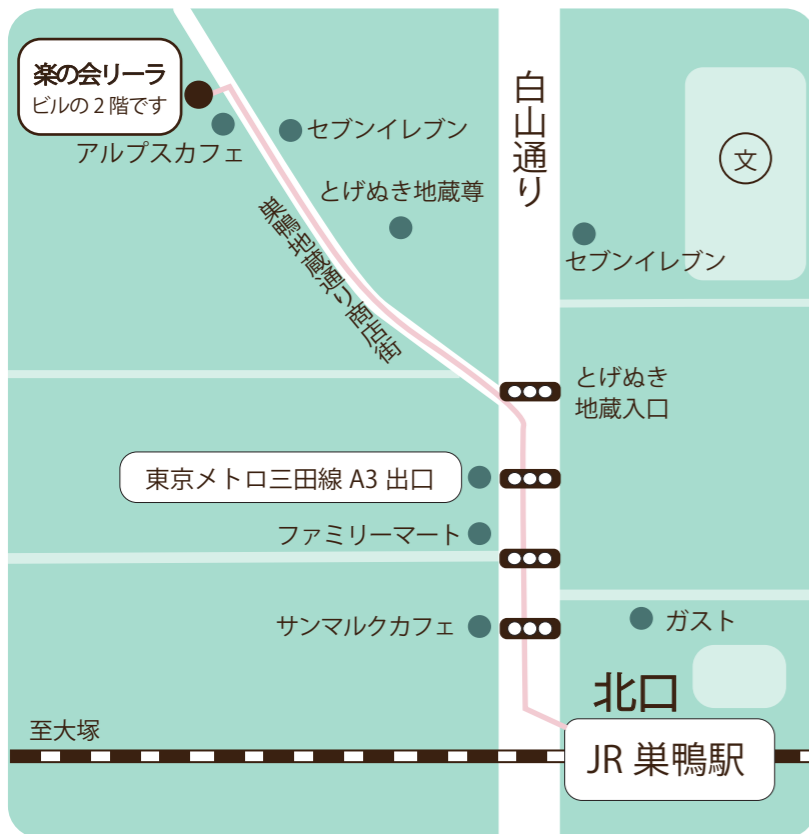 楽の会リーラ
ビルの2階です
アルプスカフェ
セブンイレブン
とげぬき地蔵尊
巣鴨地蔵通り商店街
白山通り
文
セブンイレブン
とげぬき
地蔵入口
東京メトロ三田線 A3 出口
ファミリーマート
サンマルクカフェ
ガスト
北口
至大塚
JR 巣鴨駅